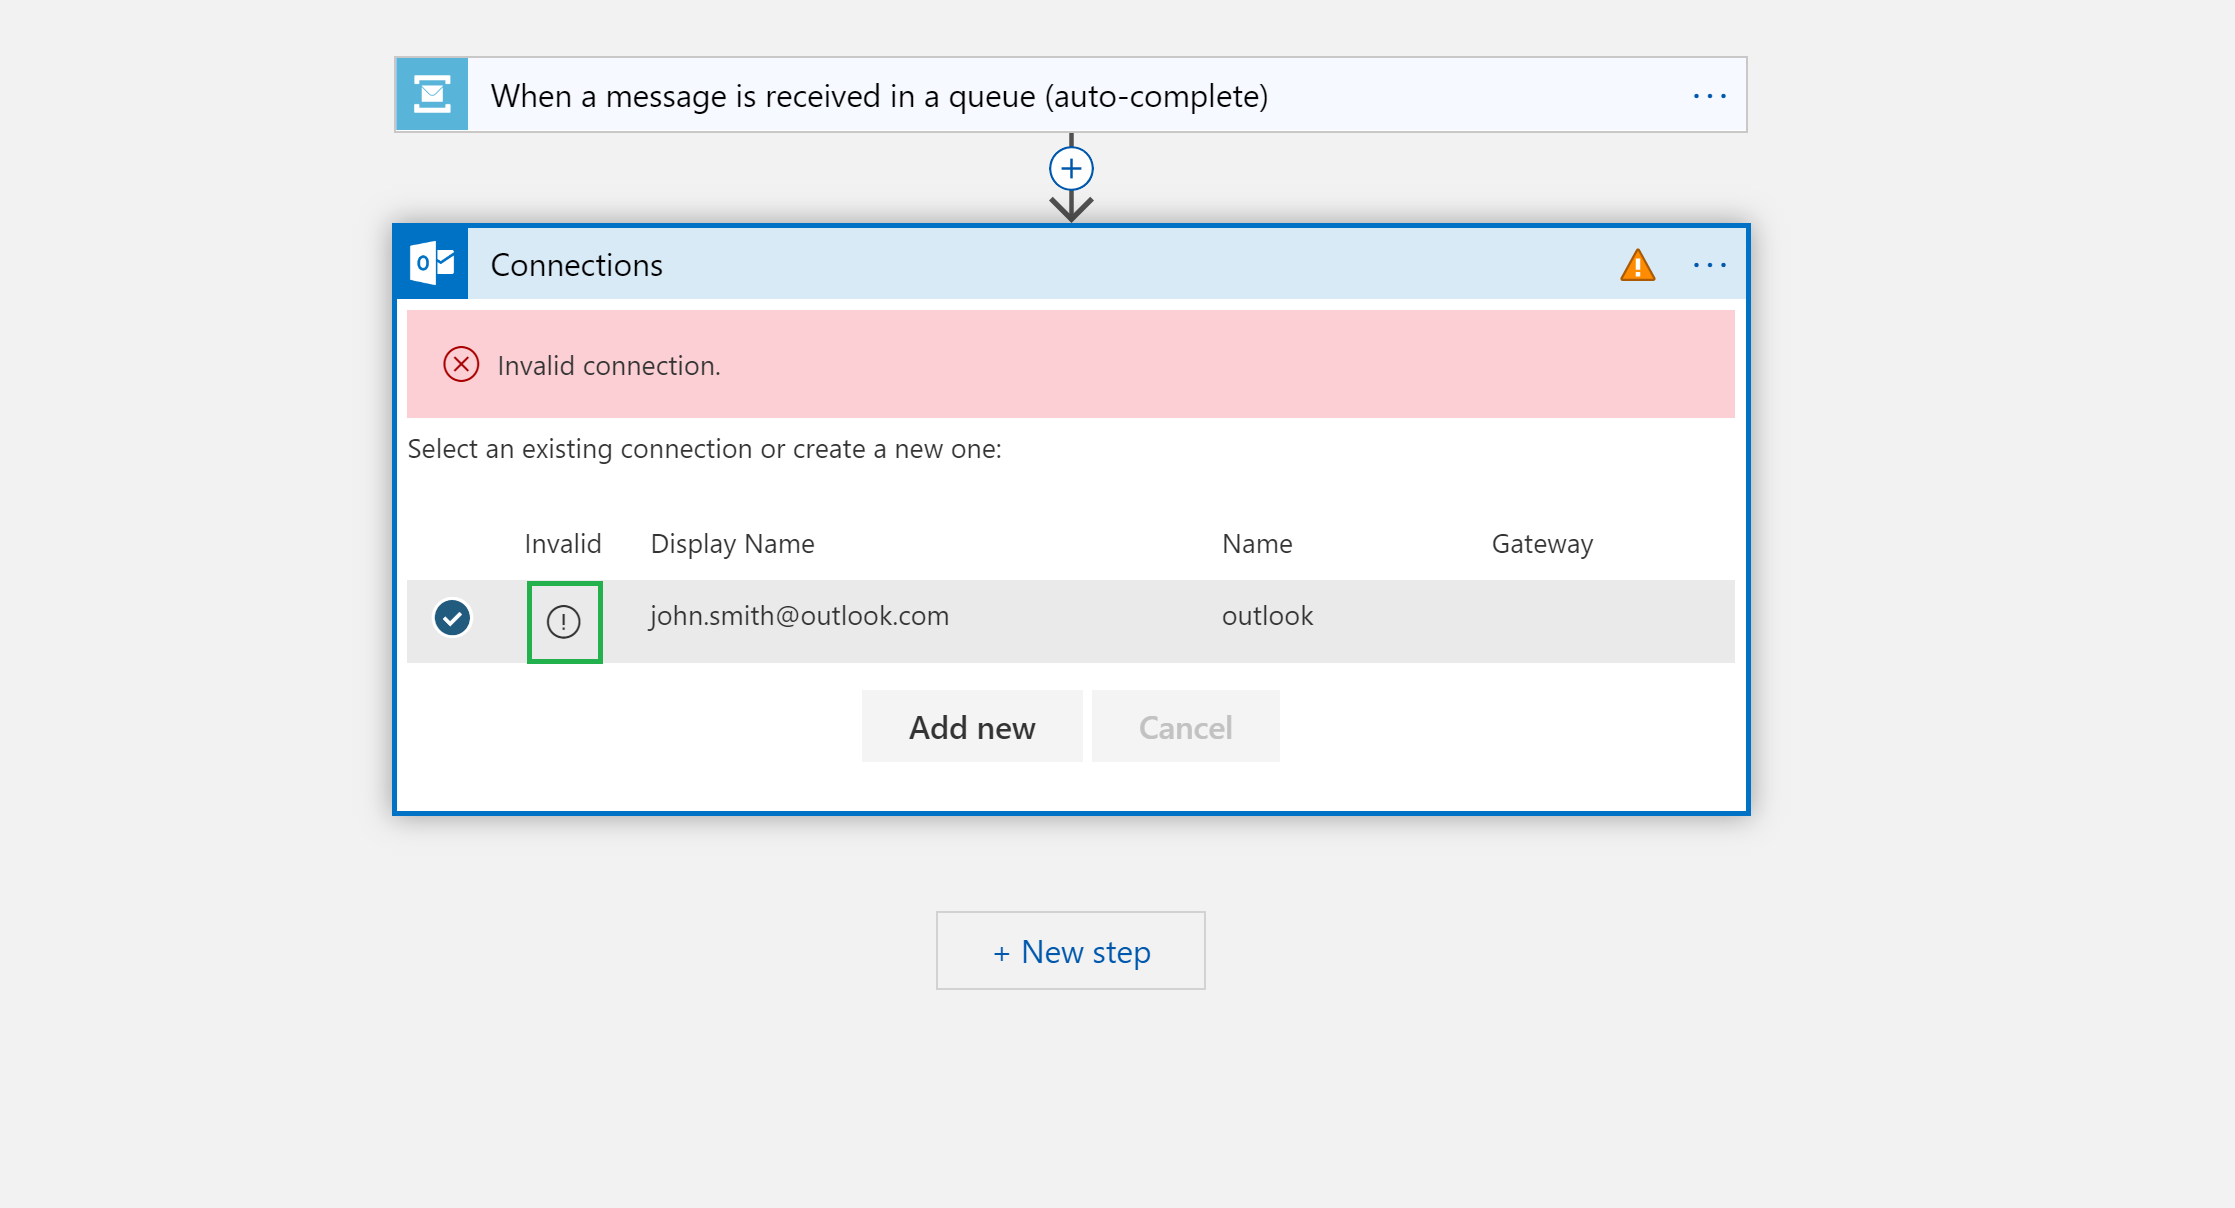 When a message is received in a queue (auto-complete)
Connections
Invalid connection.
Select an existing connection or create a new one:
Invalid Display Name Name Gateway
john.smith@outlook.com outlook
Add new Cancel
+ New step